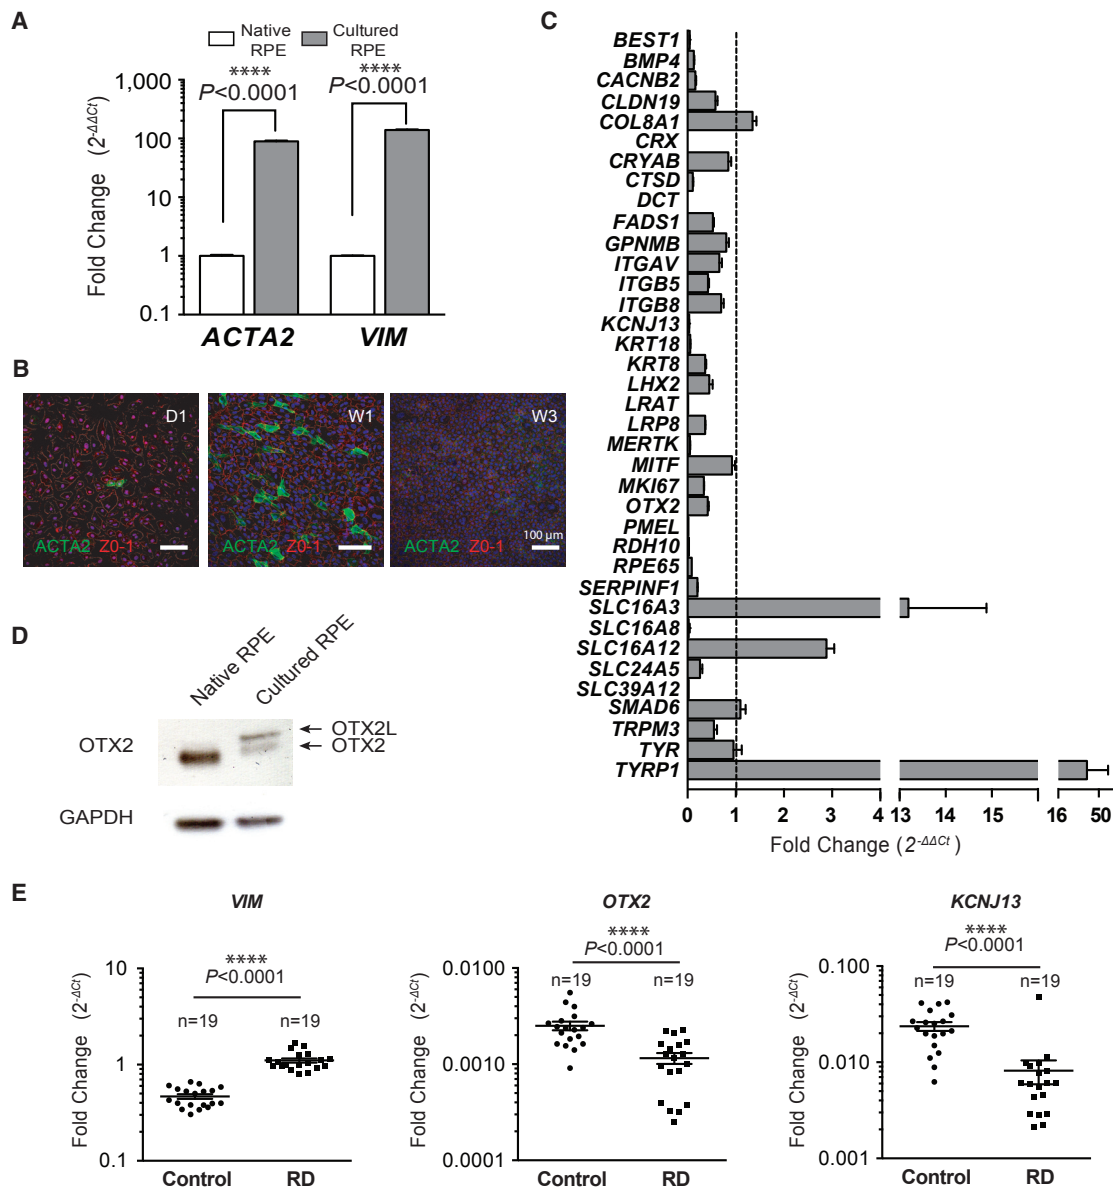 A
Native RPE
Cultured RPE
****
P<0.0001
****
P<0.0001
Fold Change (2-ΔΔCt)
1,000
100
10
1
0.1
ACTA2
VIM
B
D1
ACTA2 Z0-1
W1
ACTA2 Z0-1
W3
100 µm
ACTA2 Z0-1
C
BEST1
BMP4
CACNB2
CLDN19
COL8A1
CRX
CRYAB
CTSD
DCT
FADS1
GPNMB
ITGAV
ITGB5
ITGB8
KCNJ13
KRT18
KRT8
LHX2
LRAT
LRP8
MERTK
MITF
MKI67
OTX2
PMEL
RDH10
RPE65
SERPINF1
SLC16A3
SLC16A8
SLC16A12
SLC24A5
SLC39A12
SMAD6
TRPM3
TYR
TYRP1
0 1 2 3 4 13 14 15 16 50
Fold Change (2-ΔΔCt)
D
Native RPE
Cultured RPE
OTX2
← OTX2L
← OTX2
GAPDH
E
VIM
****
P<0.0001
n=19
n=19
Fold Change (2-ΔCt)
10
1
0.1
Control
RD
OTX2
****
P<0.0001
n=19
n=19
Fold Change (2-ΔCt)
0.0100
0.0010
0.0001
Control
RD
KCNJ13
****
P<0.0001
n=19
n=19
Fold Change (2-ΔCt)
0.100
0.010
0.001
Control
RD